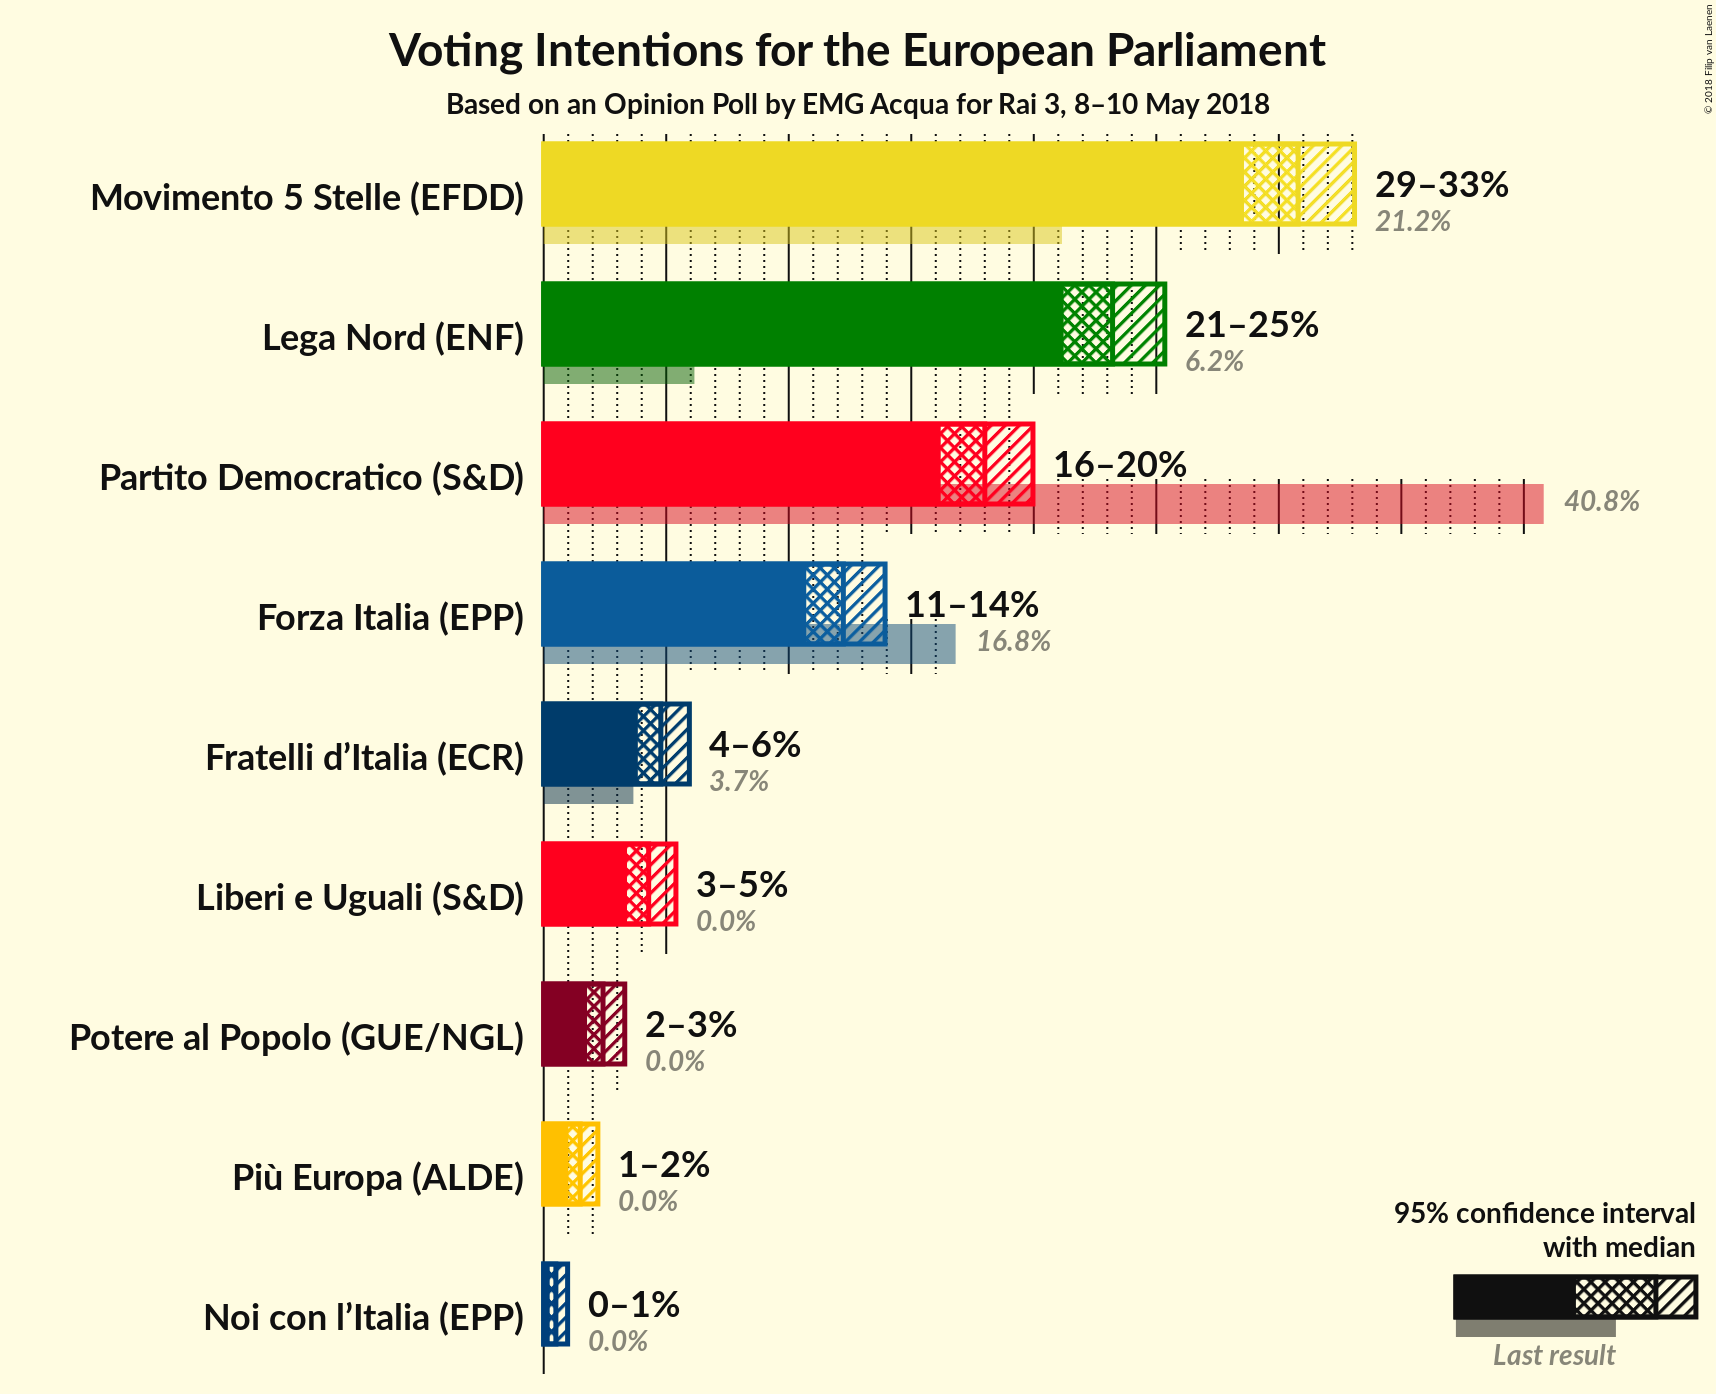 Voting Intentions for the European Parliament
Based on an Opinion Poll by EMG Acqua for Rai 3, 8–10 May 2018
© 2018 Filip van Laenen
Movimento 5 Stelle (EFDD)
29–33%
21.2%
Lega Nord (ENF)
21–25%
6.2%
Partito Democratico (S&D)
16–20%
40.8%
Forza Italia (EPP)
11–14%
16.8%
Fratelli d’Italia (ECR)
4–6%
3.7%
Liberi e Uguali (S&D)
3–5%
0.0%
Potere al Popolo (GUE/NGL)
2–3%
0.0%
Più Europa (ALDE)
1–2%
0.0%
Noi con l’Italia (EPP)
0–1%
0.0%
95% confidence interval
with median
Last result